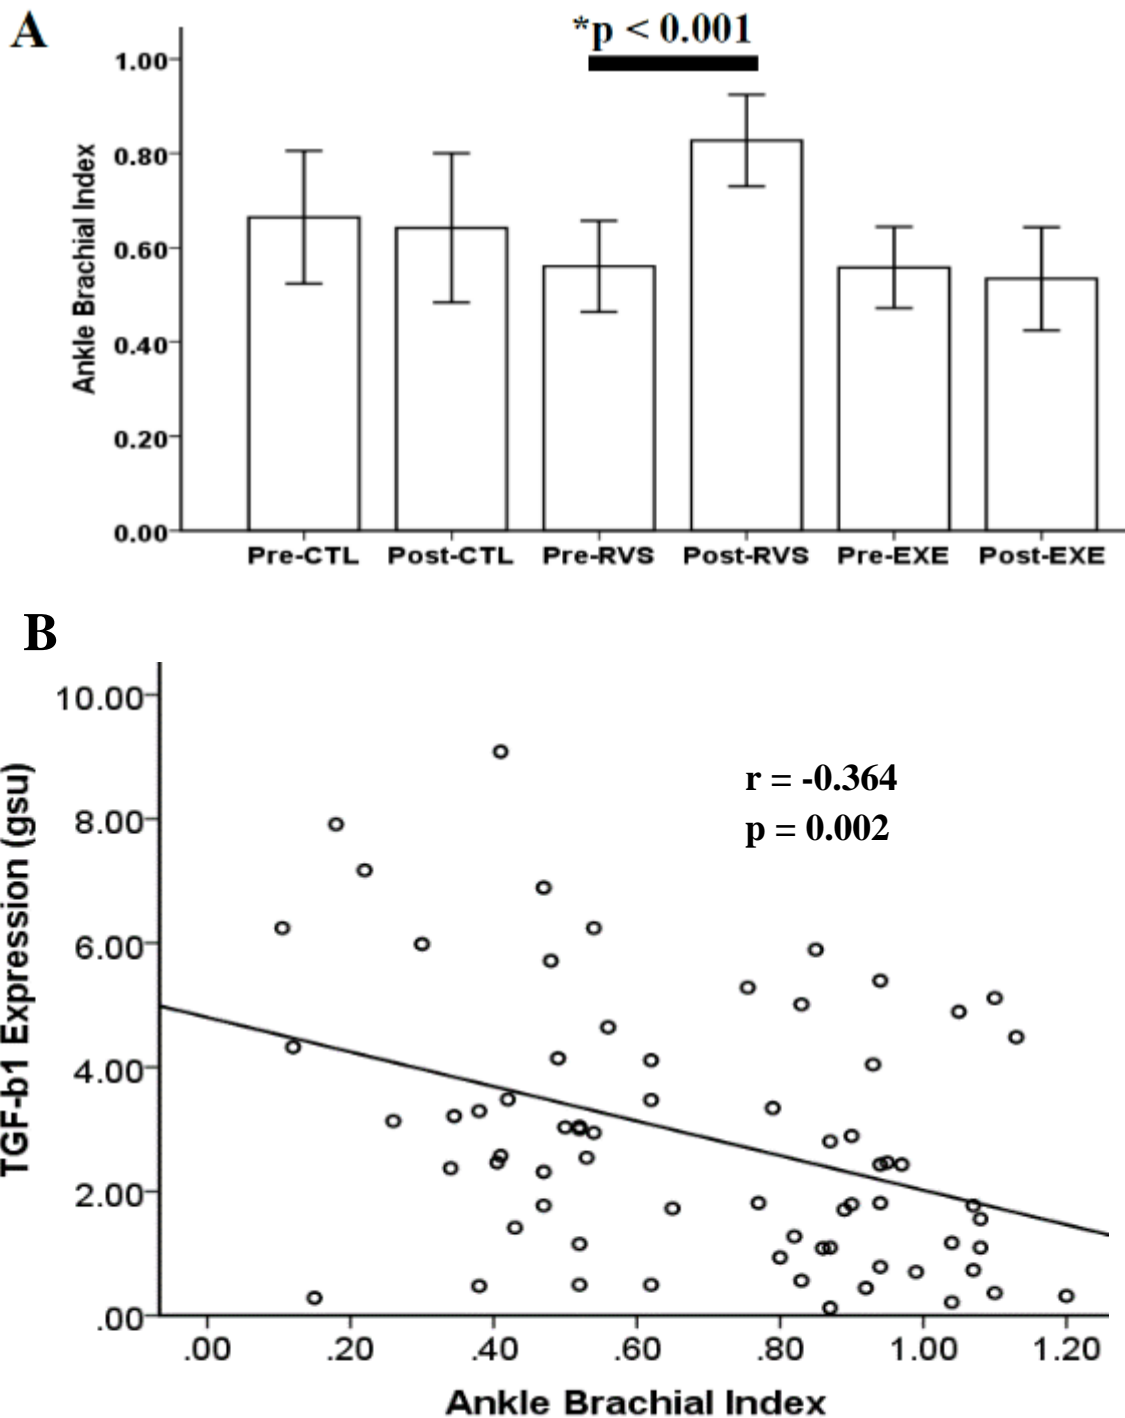 A
*p < 0.001
Ankle Brachial Index
1.00
0.80
0.60
0.40
0.20
0.00
Pre-CTL Post-CTL Pre-RVS Post-RVS Pre-EXE Post-EXE
B
TGF-b1 Expression (gsu)
10.00
8.00
6.00
4.00
2.00
.00
r = -0.364
p = 0.002
.00 .20 .40 .60 .80 1.00 1.20
Ankle Brachial Index